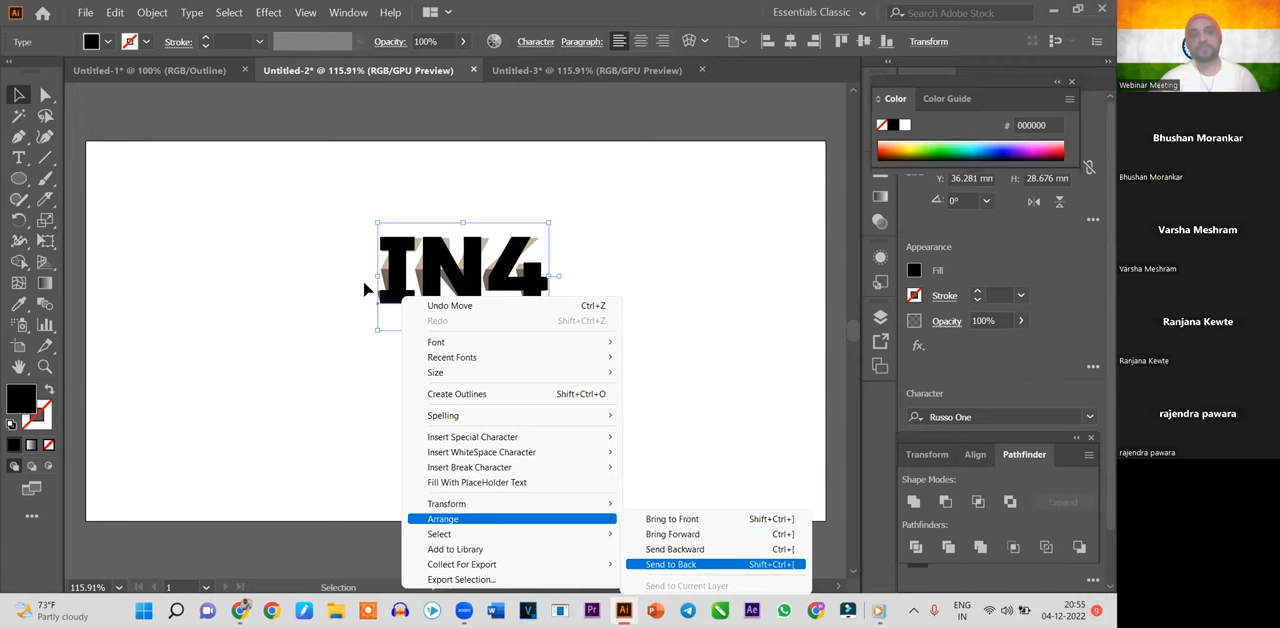 Ai File Edit Object Type Select Effect View Window Help Essentials Classic Search Adobe Stock
Type Stroke: Opacity: 100% Character Paragraph: Transform
Untitled-1* @ 100% (RGB/Outline) Untitled-2* @ 115.91% (RGB/GPU Preview) Untitled-3* @ 115.91% (RGB/GPU Preview)
Color Color Guide
# 000000
Y: 36.281 mm H: 28.676 mm
0°
Appearance
Fill
Stroke
Opacity 100%
fx
Character
Russo One
Transform Align Pathfinder
Shape Modes:
Expand
Pathfinders:
IN4
Undo Move Ctrl+Z
Redo Shift+Ctrl+Z
Font
Recent Fonts
Size
Create Outlines Shift+Ctrl+O
Spelling
Insert Special Character
Insert WhiteSpace Character
Insert Break Character
Fill With PlaceHolder Text
Transform
Arrange
Select
Add to Library
Collect For Export
Export Selection...
Bring to Front Shift+Ctrl+]
Bring Forward Ctrl+]
Send Backward Ctrl+[
Send to Back Shift+Ctrl+[
Send to Current Layer
115.91% 1 Selection
73°F
Partly cloudy
ENG
IN
20:55
04-12-2022
9
Webinar Meeting
Bhushan Morankar
Bhushan Morankar
Varsha Meshram
Varsha Meshram
Ranjana Kewte
Ranjana Kewte
rajendra pawara
rajendra pawara